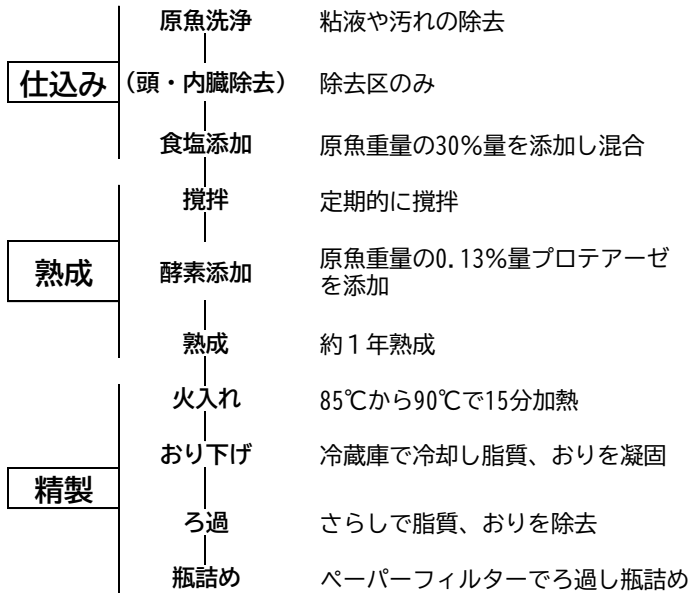 原魚洗浄 粘液や汚れの除去
仕込み (頭・内臓除去) 除去区のみ
食塩添加 原魚重量の30%量を添加し混合
撹拌 定期的に撹拌
熟成 酵素添加 原魚重量の0.13%量プロテアーゼ
を添加
熟成 約1年熟成
火入れ 85℃から90℃で15分加熱
おり下げ 冷蔵庫で冷却し脂質、おりを凝固
精製
ろ過 さらしで脂質、おりを除去
瓶詰め ペーパーフィルターでろ過し瓶詰め